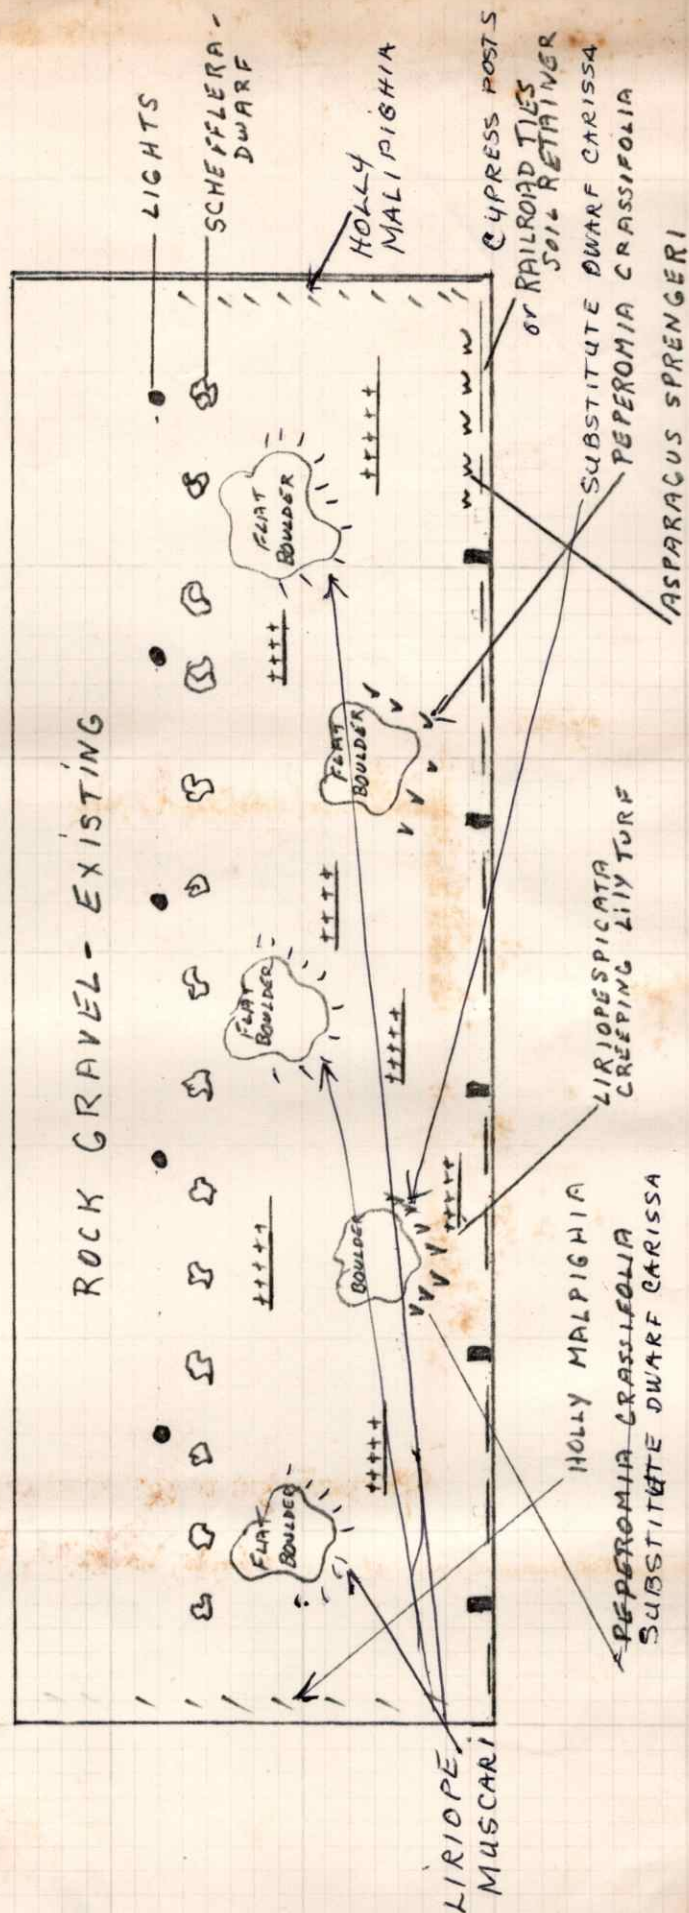 ROCK GRAVEL - EXISTING
LIGHTS
SCHEFFLERA -
DWARF
HOLLY
MALIPIGHIA
CYPRESS POSTS
or RAILROAD TIES
SOIL RETAINER
SUBSTITUTE DWARF CARISSA
PEPEROMIA CRASSIFOLIA
ASPARAGUS SPRENGERI
FLAT
BOULDER
FLAT
BOULDER
BOULDER
FLAT
BOULDER
FLAT
BOULDER
LIRIOPE
MUSCARI
HOLLY MALPIGHIA
PEPEROMIA CRASSIFOLIA
SUBSTITUTE DWARF CARISSA
LIRIOPESPICATA
CREEPING LILY TURF